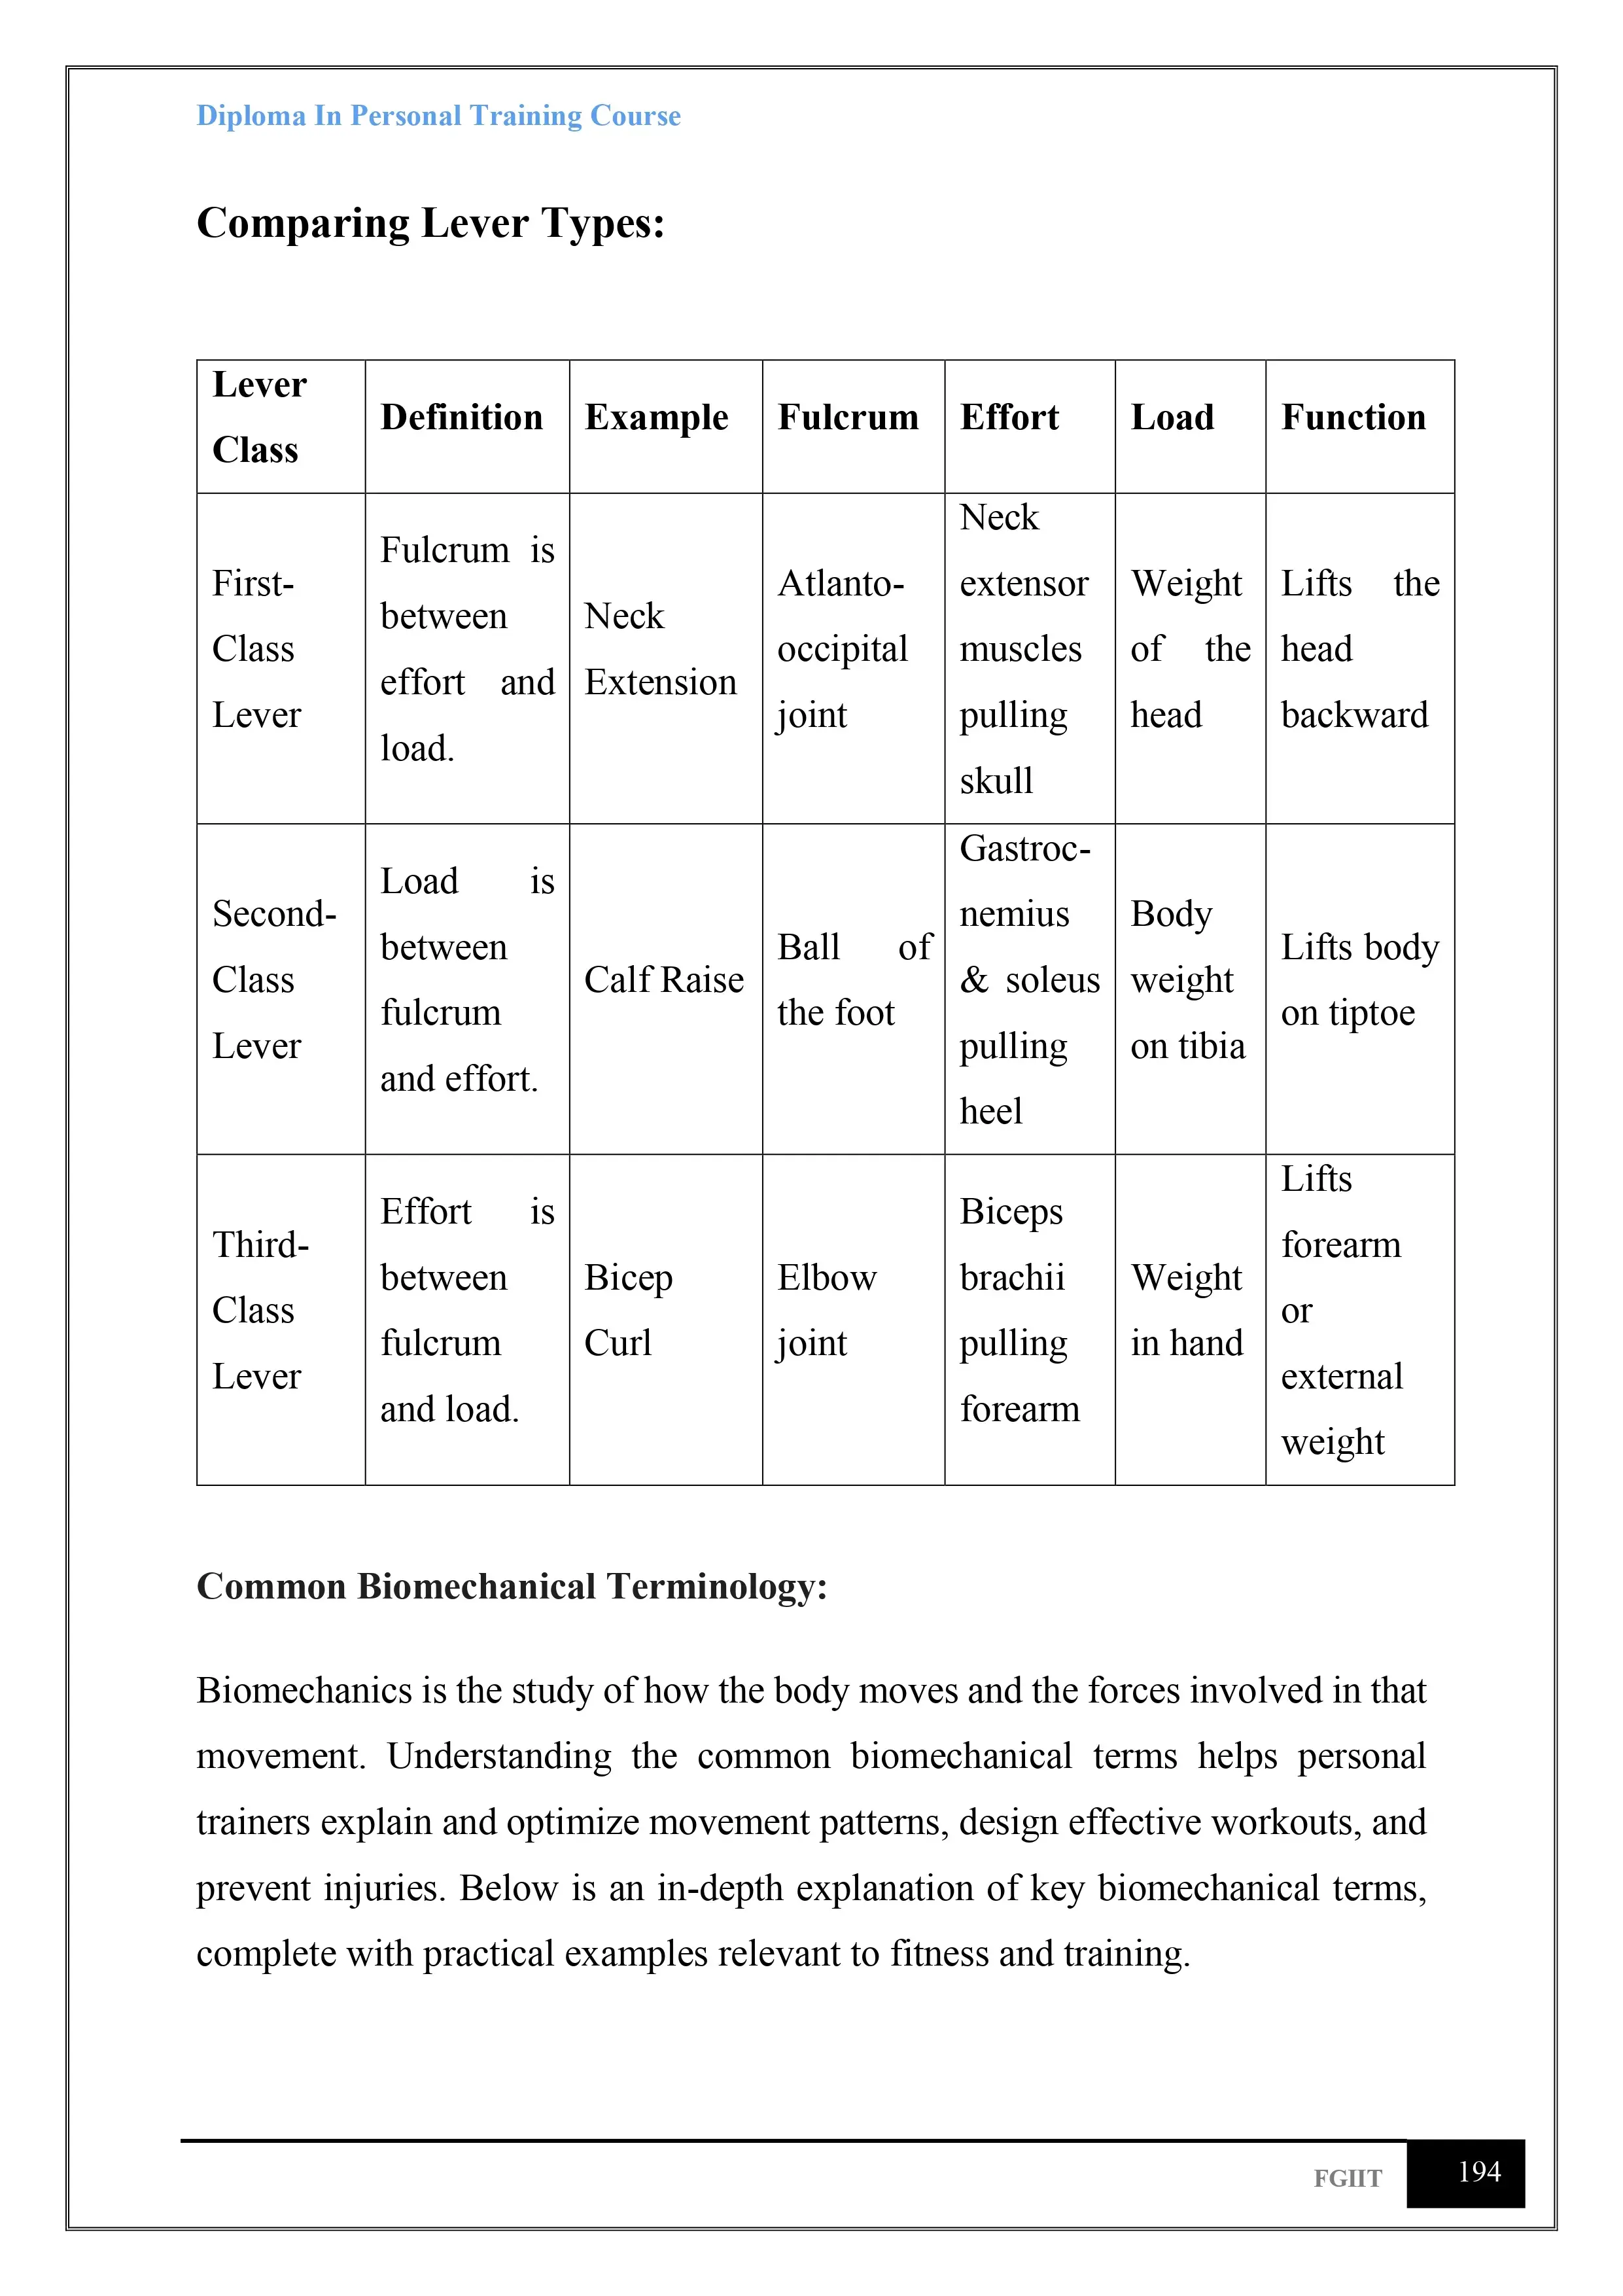 Diploma In Personal Training Course
Comparing Lever Types:
Lever
Class
Definition
Example
Fulcrum
Effort
Load
Function
First-
Class
Lever
Fulcrum is
between
effort and
load.
Neck
Extension
Atlanto-
occipital
joint
Neck
extensor
muscles
pulling
skull
Weight
of the
head
Lifts the
head
backward
Second-
Class
Lever
Load is
between
fulcrum
and effort.
Calf Raise
Ball of
the foot
Gastroc-
nemius
& soleus
pulling
heel
Body
weight
on tibia
Lifts body
on tiptoe
Third-
Class
Lever
Effort is
between
fulcrum
and load.
Bicep
Curl
Elbow
joint
Biceps
brachii
pulling
forearm
Weight
in hand
Lifts
forearm
or
external
weight
Common Biomechanical Terminology:
Biomechanics is the study of how the body moves and the forces involved in that
movement. Understanding the common biomechanical terms helps personal
trainers explain and optimize movement patterns, design effective workouts, and
prevent injuries. Below is an in-depth explanation of key biomechanical terms,
complete with practical examples relevant to fitness and training.
FGIIT
194